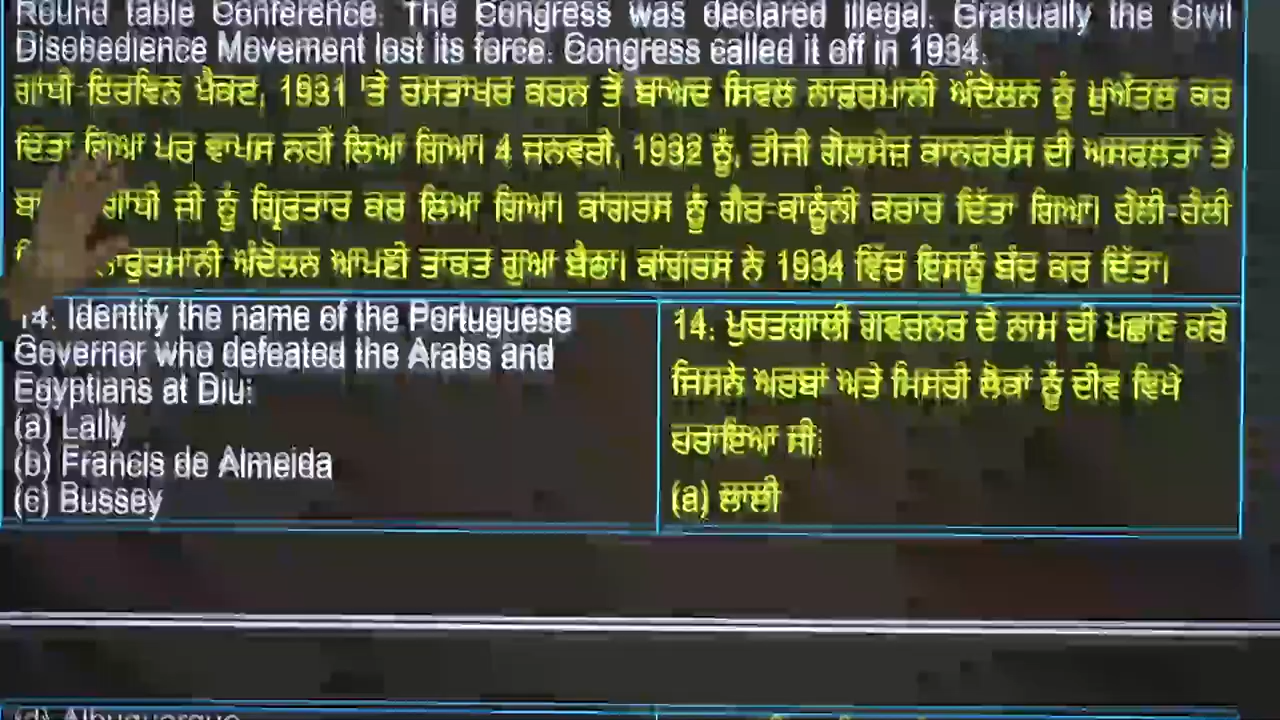 Round table Conference. The Congress was declared illegal. Gradually the Civil
Disobedience Movement lost its force. Congress called it off in 1934.
ਗਾਂਧੀ ਇਰਵਿਨ ਪੈਕਟ, 1931 'ਤੇ ਦਸਤਾਖਰ ਕਰਨ ਤੋਂ ਬਾਅਦ ਸਿਵਲ ਨਾਫ਼ਰਮਾਨੀ ਅੰਦੋਲਨ ਨੂੰ ਮੁਅੱਤਲ ਕਰ
ਦਿੱਤਾ ਗਿਆ ਪਰ ਵਾਪਸ ਨਹੀਂ ਲਿਆ ਗਿਆ। 4 ਜਨਵਰੀ, 1932 ਨੂੰ, ਤੀਜੀ ਗੋਲਮੇਜ਼ ਕਾਨਫਰੰਸ ਦੀ ਅਸਫਲਤਾ ਤੋਂ
ਗਾਂਧੀ ਜੀ ਨੂੰ ਗ੍ਰਿਫਤਾਰ ਕਰ ਲਿਆ ਗਿਆ। ਕਾਂਗਰਸ ਨੂੰ ਗੈਰ-ਕਾਨੂੰਨੀ ਕਰਾਰ ਦਿੱਤਾ ਗਿਆ। ਹੌਲੀ-ਹੌਲੀ
ਅੰਦੋਲਨ ਆਪਣੀ ਤਾਕਤ ਗੁਆ ਬੈਠਾ। ਕਾਂਗਰਸ ਨੇ 1934 ਵਿੱਚ ਇਸਨੂੰ ਬੰਦ ਕਰ ਦਿੱਤਾ।
14. Identify the name of the Portuguese
Governor who defeated the Arabs and
Egyptians at Diu:
(a) Lally
(b) Francis de Almeida
(c) Bussey
14. ਪੁਰਤਗਾਲੀ ਗਵਰਨਰ ਦੇ ਨਾਮ ਦੀ ਪਛਾਣ ਕਰੋ
ਜਿਸਨੇ ਅਰਬਾਂ ਅਤੇ ਮਿਸਰੀ ਲੋਕਾਂ ਨੂੰ ਦੀਵ ਵਿਖੇ
ਹਰਾਇਆ ਸੀ:
(a) ਲਾਲੀ
(d) Albuquerque